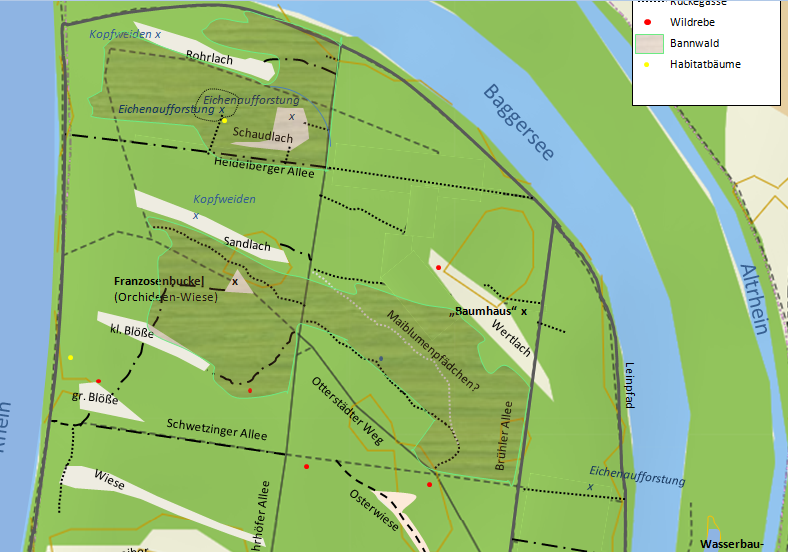 Rückegasse
Wildrebe
Bannwald
Habitatbäume
Kopfweiden x
Rohrlach
Baggersee
Eichenaufforstung
Eichenaufforstung x
x
Schaudlach
Heidelberger Allee
Kopfweiden
x
Sandlach
Altrhein
Franzosenbuckel
x
(Orchideen-Wiese)
„Baumhaus“ x
kl. Blöße
Maiblumenpfädchen?
Wertlach
Leinpfad
gr. Blöße
Otterstädter Weg
Rhein
Schwetzinger Allee
Brühler Allee
Eichenaufforstung
x
Wiese
Osterwiese
Allee
Wasserbau-